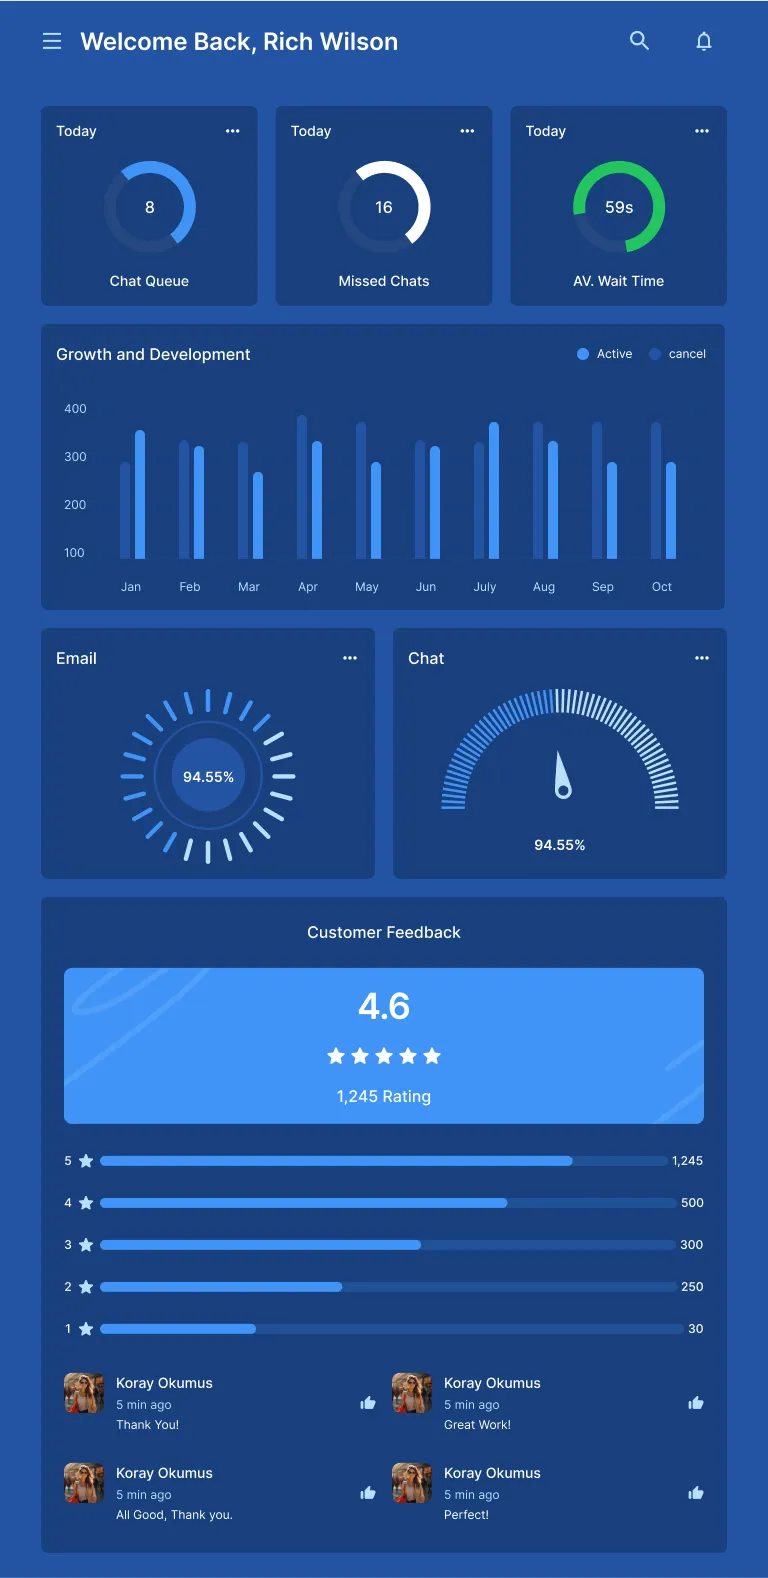 Welcome Back, Rich Wilson
Today
8
Chat Queue
Today
16
Missed Chats
Today
59s
AV. Wait Time
Growth and Development
Active
cancel
400
300
200
100
Jan Feb Mar Apr May Jun July Aug Sep Oct
Email
94.55%
Chat
94.55%
Customer Feedback
4.6
1,245 Rating
5 1,245
4 500
3 300
2 250
1 30
Koray Okumus
5 min ago
Thank You!
Koray Okumus
5 min ago
Great Work!
Koray Okumus
5 min ago
All Good, Thank you.
Koray Okumus
5 min ago
Perfect!